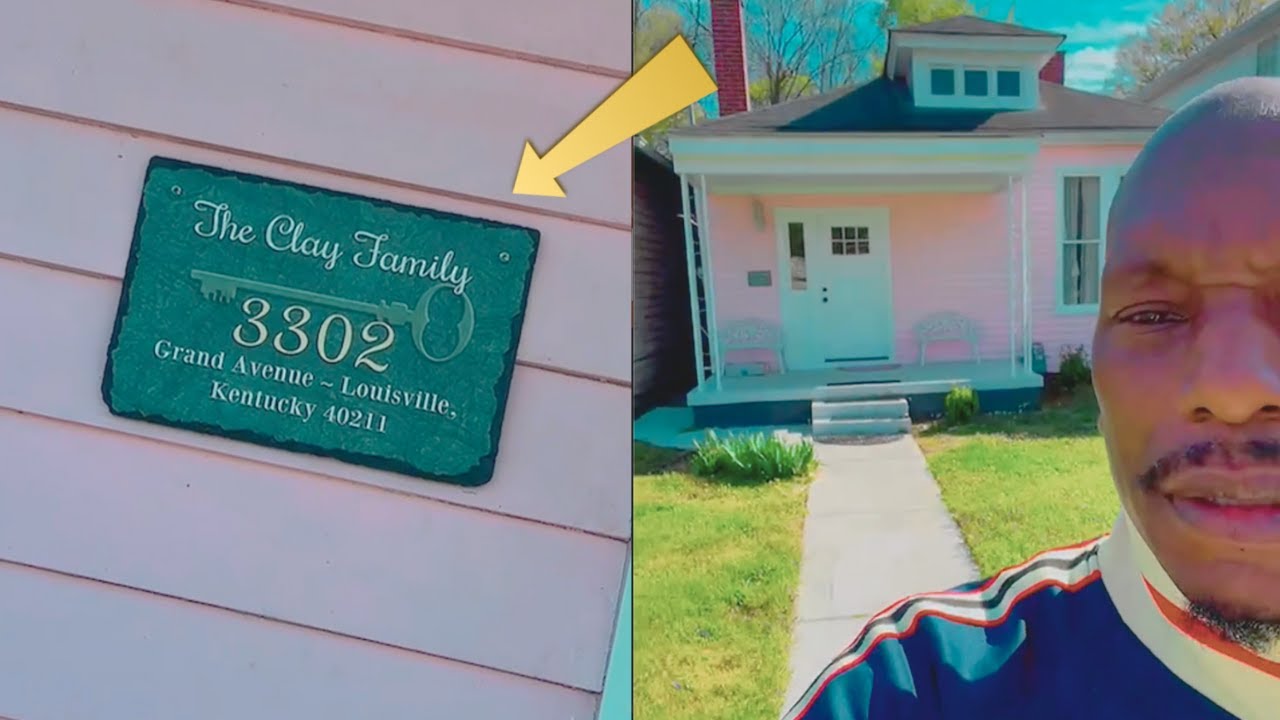 The Clay Family
3302
Grand Avenue ~ Louisville,
Kentucky 40211